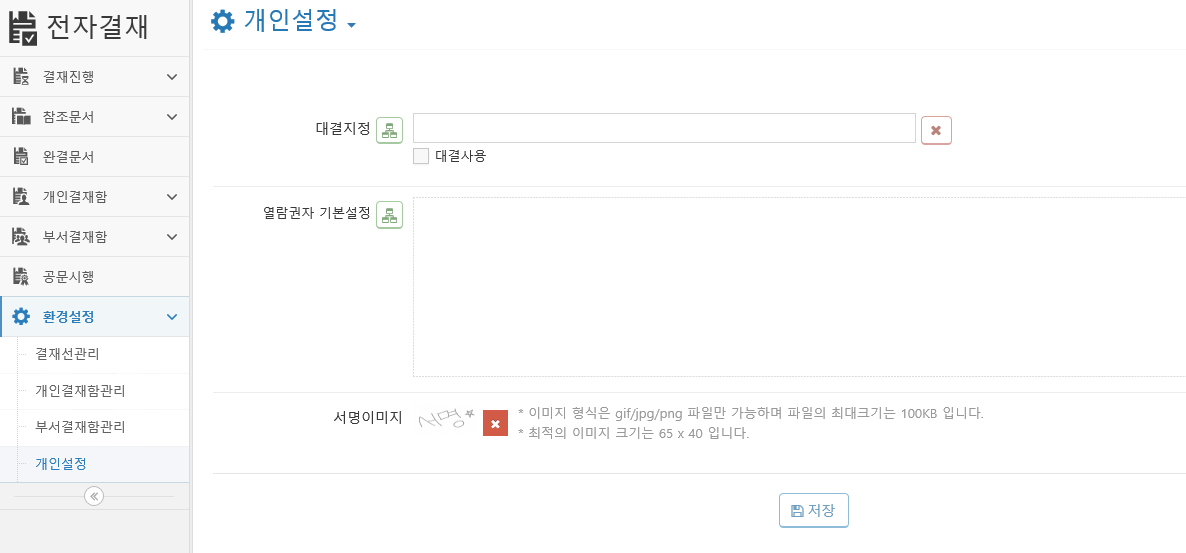 전자결재
결재진행
참조문서
완결문서
개인결재함
부서결재함
공문시행
환경설정
결재선관리
개인결재함관리
부서결재함관리
개인설정
개인설정
대결지정
대결사용
열람권자 기본설정
서명이미지
서명
* 이미지 형식은 gif/jpg/png 파일만 가능하며 파일의 최대크기는 100KB 입니다.
* 최적의 이미지 크기는 65 x 40 입니다.
저장